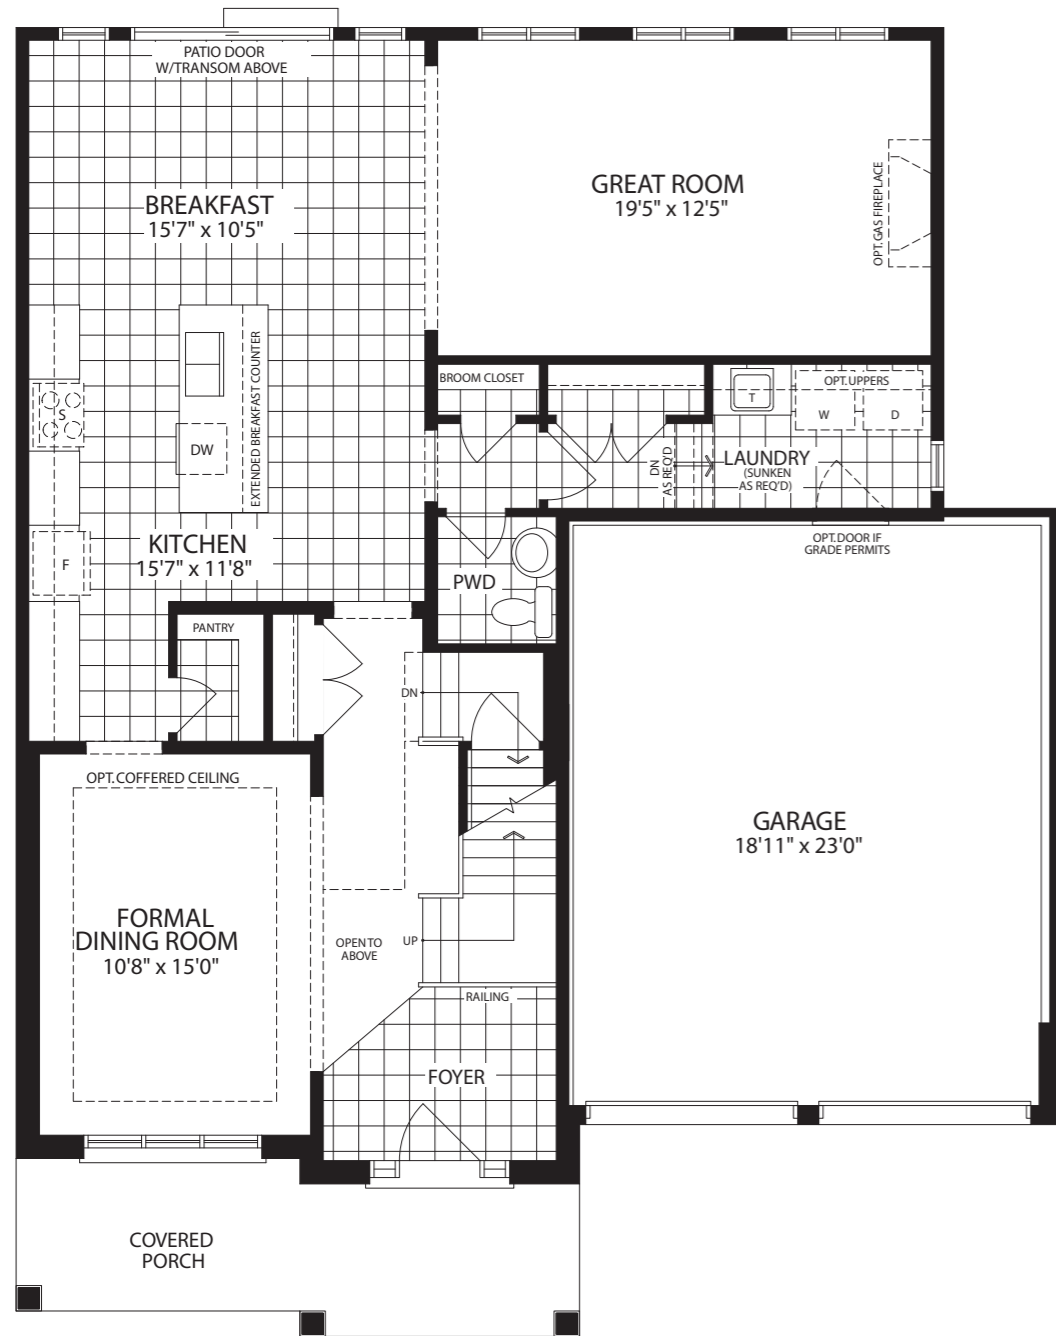 PATIO DOOR
W/TRANSOM ABOVE
BREAKFAST
15'7" x 10'5"
GREAT ROOM
19'5" x 12'5"
OPT. GAS FIREPLACE
EXTENDED BREAKFAST COUNTER
S
DW
F
KITCHEN
15'7" x 11'8"
BROOM CLOSET
T
OPT. UPPERS
W
D
DN
AS REQ'D
LAUNDRY
(SUNKEN
AS REQ'D)
OPT. DOOR IF
GRADE PERMITS
PWD
PANTRY
DN
OPT. COFFERED CEILING
FORMAL
DINING ROOM
10'8" x 15'0"
OPEN TO
ABOVE
UP
RAILING
FOYER
GARAGE
18'11" x 23'0"
COVERED
PORCH